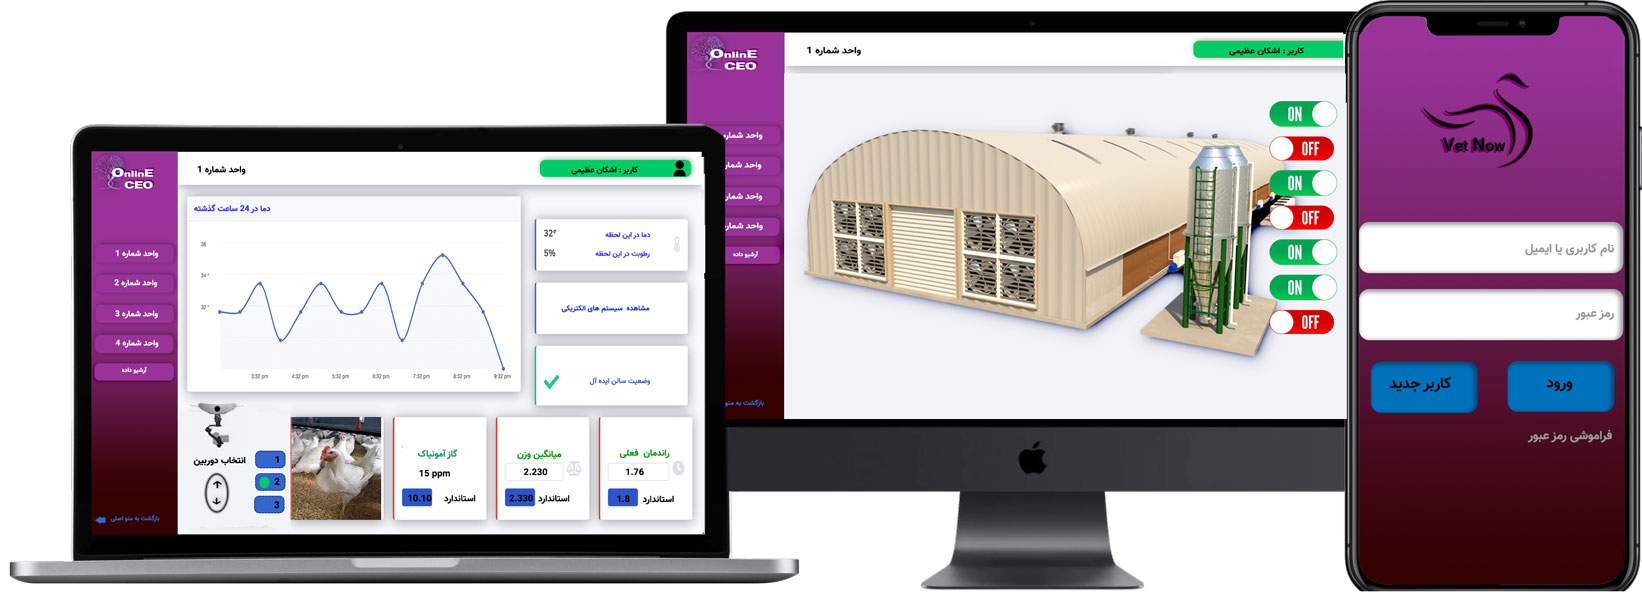 OnlinE
CEO
واحد شماره 1
کاربر : اشکان عظیمی
واحد شماره 1
واحد شماره 2
واحد شماره 3
واحد شماره 4
آرشیو داده
بازگشت به منو اصلی
دما در 24 ساعت گذشته
36
34 °
32 °
3:32 pm
4:32 pm
5:32 pm
6:32 pm
7:32 pm
8:32 pm
9:32 pm
دما در این لحظه
32°
رطوبت در این لحظه
5%
مشاهده سیستم های الکتریکی
وضعیت سالن ایده آل
انتخاب دوربین
1
2
3
گاز آمونیاک
15 ppm
استاندارد
10.10
میانگین وزن
2.230
استاندارد
2.330
راندمان فعلی
1.76
استاندارد
1.8
OnlinE
CEO
واحد شماره 1
کاربر : اشکان عظیمی
واحد شماره
واحد شماره
واحد شماره
واحد شماره
آرشیو داده
بازگشت به منو
ON
OFF
ON
OFF
ON
ON
OFF
Vet Now
نام کاربری یا ایمیل
رمز عبور
ورود
کاربر جدید
فراموشی رمز عبور